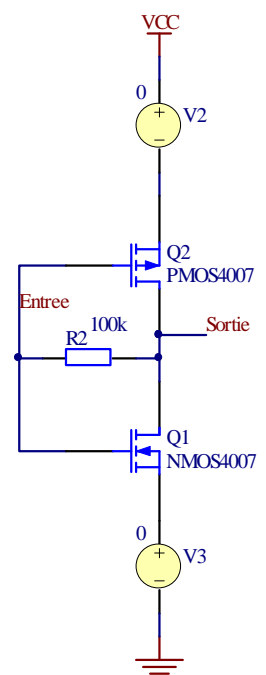 VCC
0
V2
Q2
PMOS4007
Entree
100k
R2
Sortie
Q1
NMOS4007
0
V3